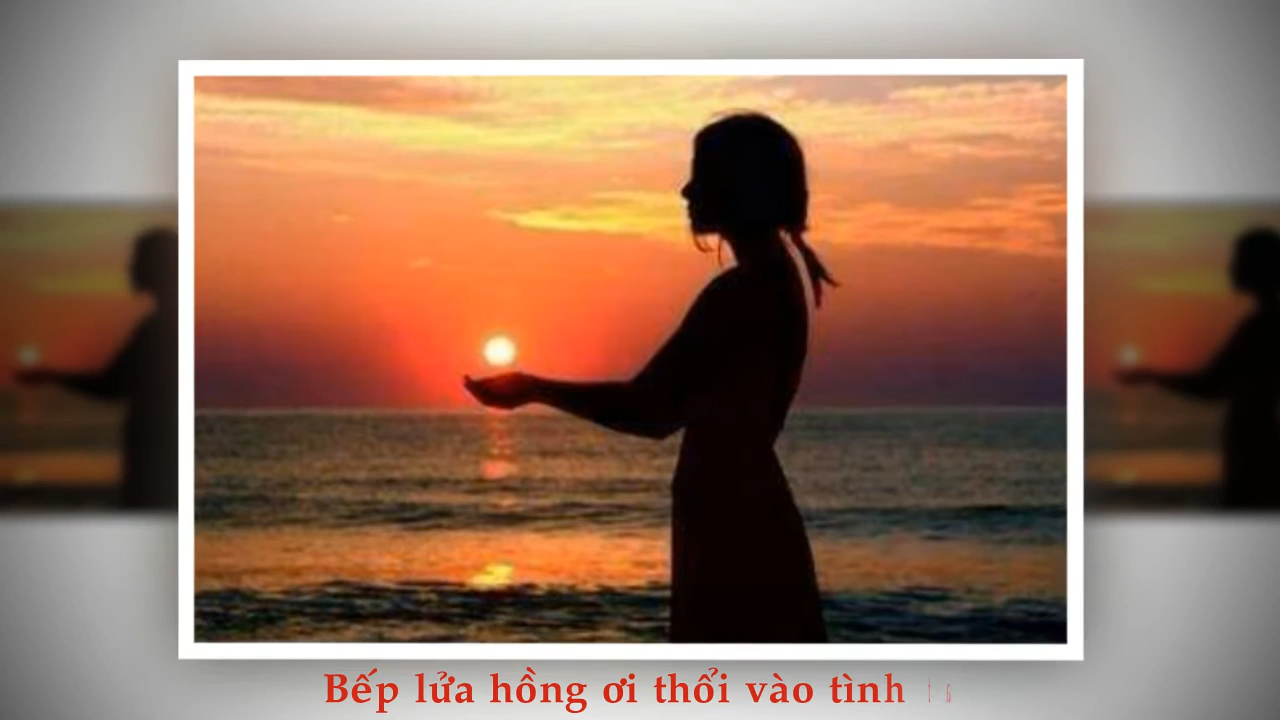 Bếp lửa hồng ơi thổi vào tình